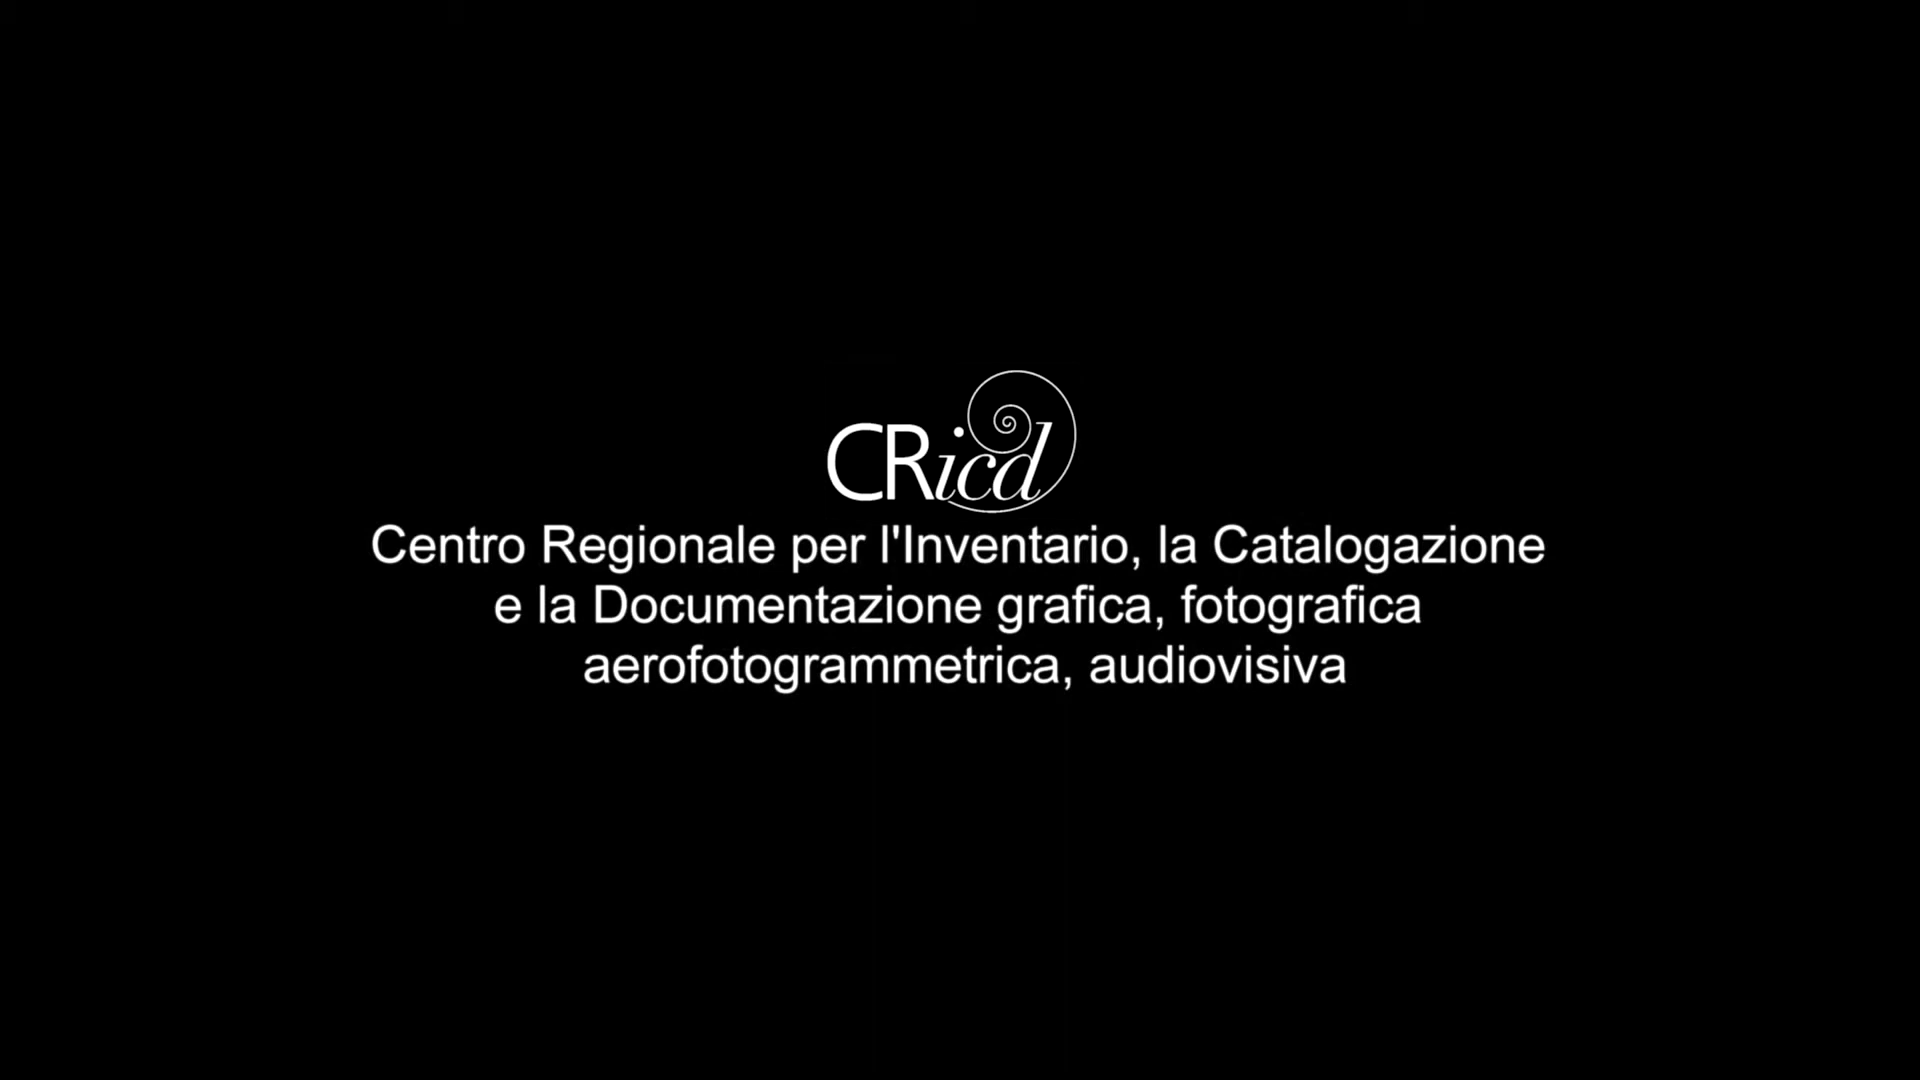 CRicd
Centro Regionale per l'Inventario, la Catalogazione
e la Documentazione grafica, fotografica
aerofotogrammetrica, audiovisiva